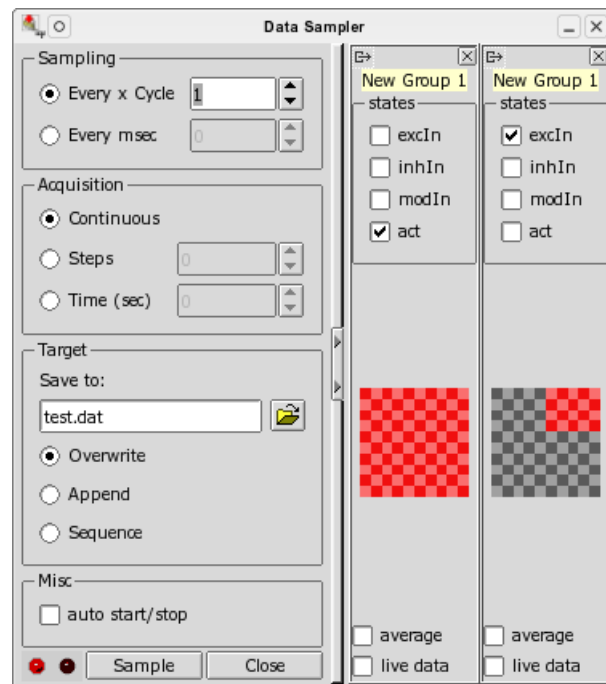 Data Sampler
Sampling
Every x Cycle 1
Every msec 0
Acquisition
Continuous
Steps 0
Time (sec) 0
Target
Save to:
test.dat
Overwrite
Append
Sequence
Misc
auto start/stop
Sample Close
New Group 1
states
excIn
inhIn
modIn
act
average
live data
New Group 1
states
excIn
inhIn
modIn
act
average
live data